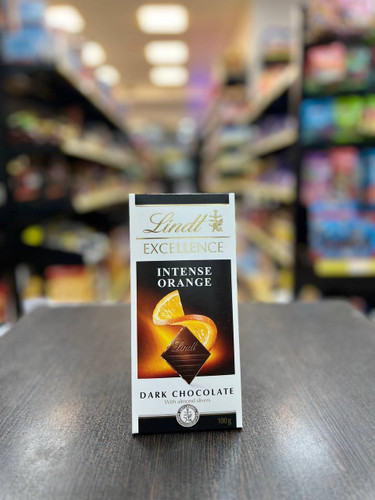 Lindt
EXCELLENCE
INTENSE
ORANGE
Lindt
DARK CHOCOLATE
With almond slivers
100g